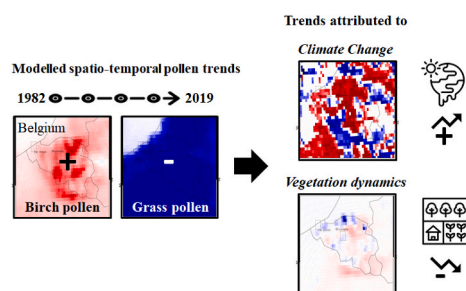 Trends attributed to
Climate Change
Modelled spatio-temporal pollen trends
1982 2019
Belgium
+
-
Birch pollen
Grass pollen
+
Vegetation dynamics
-